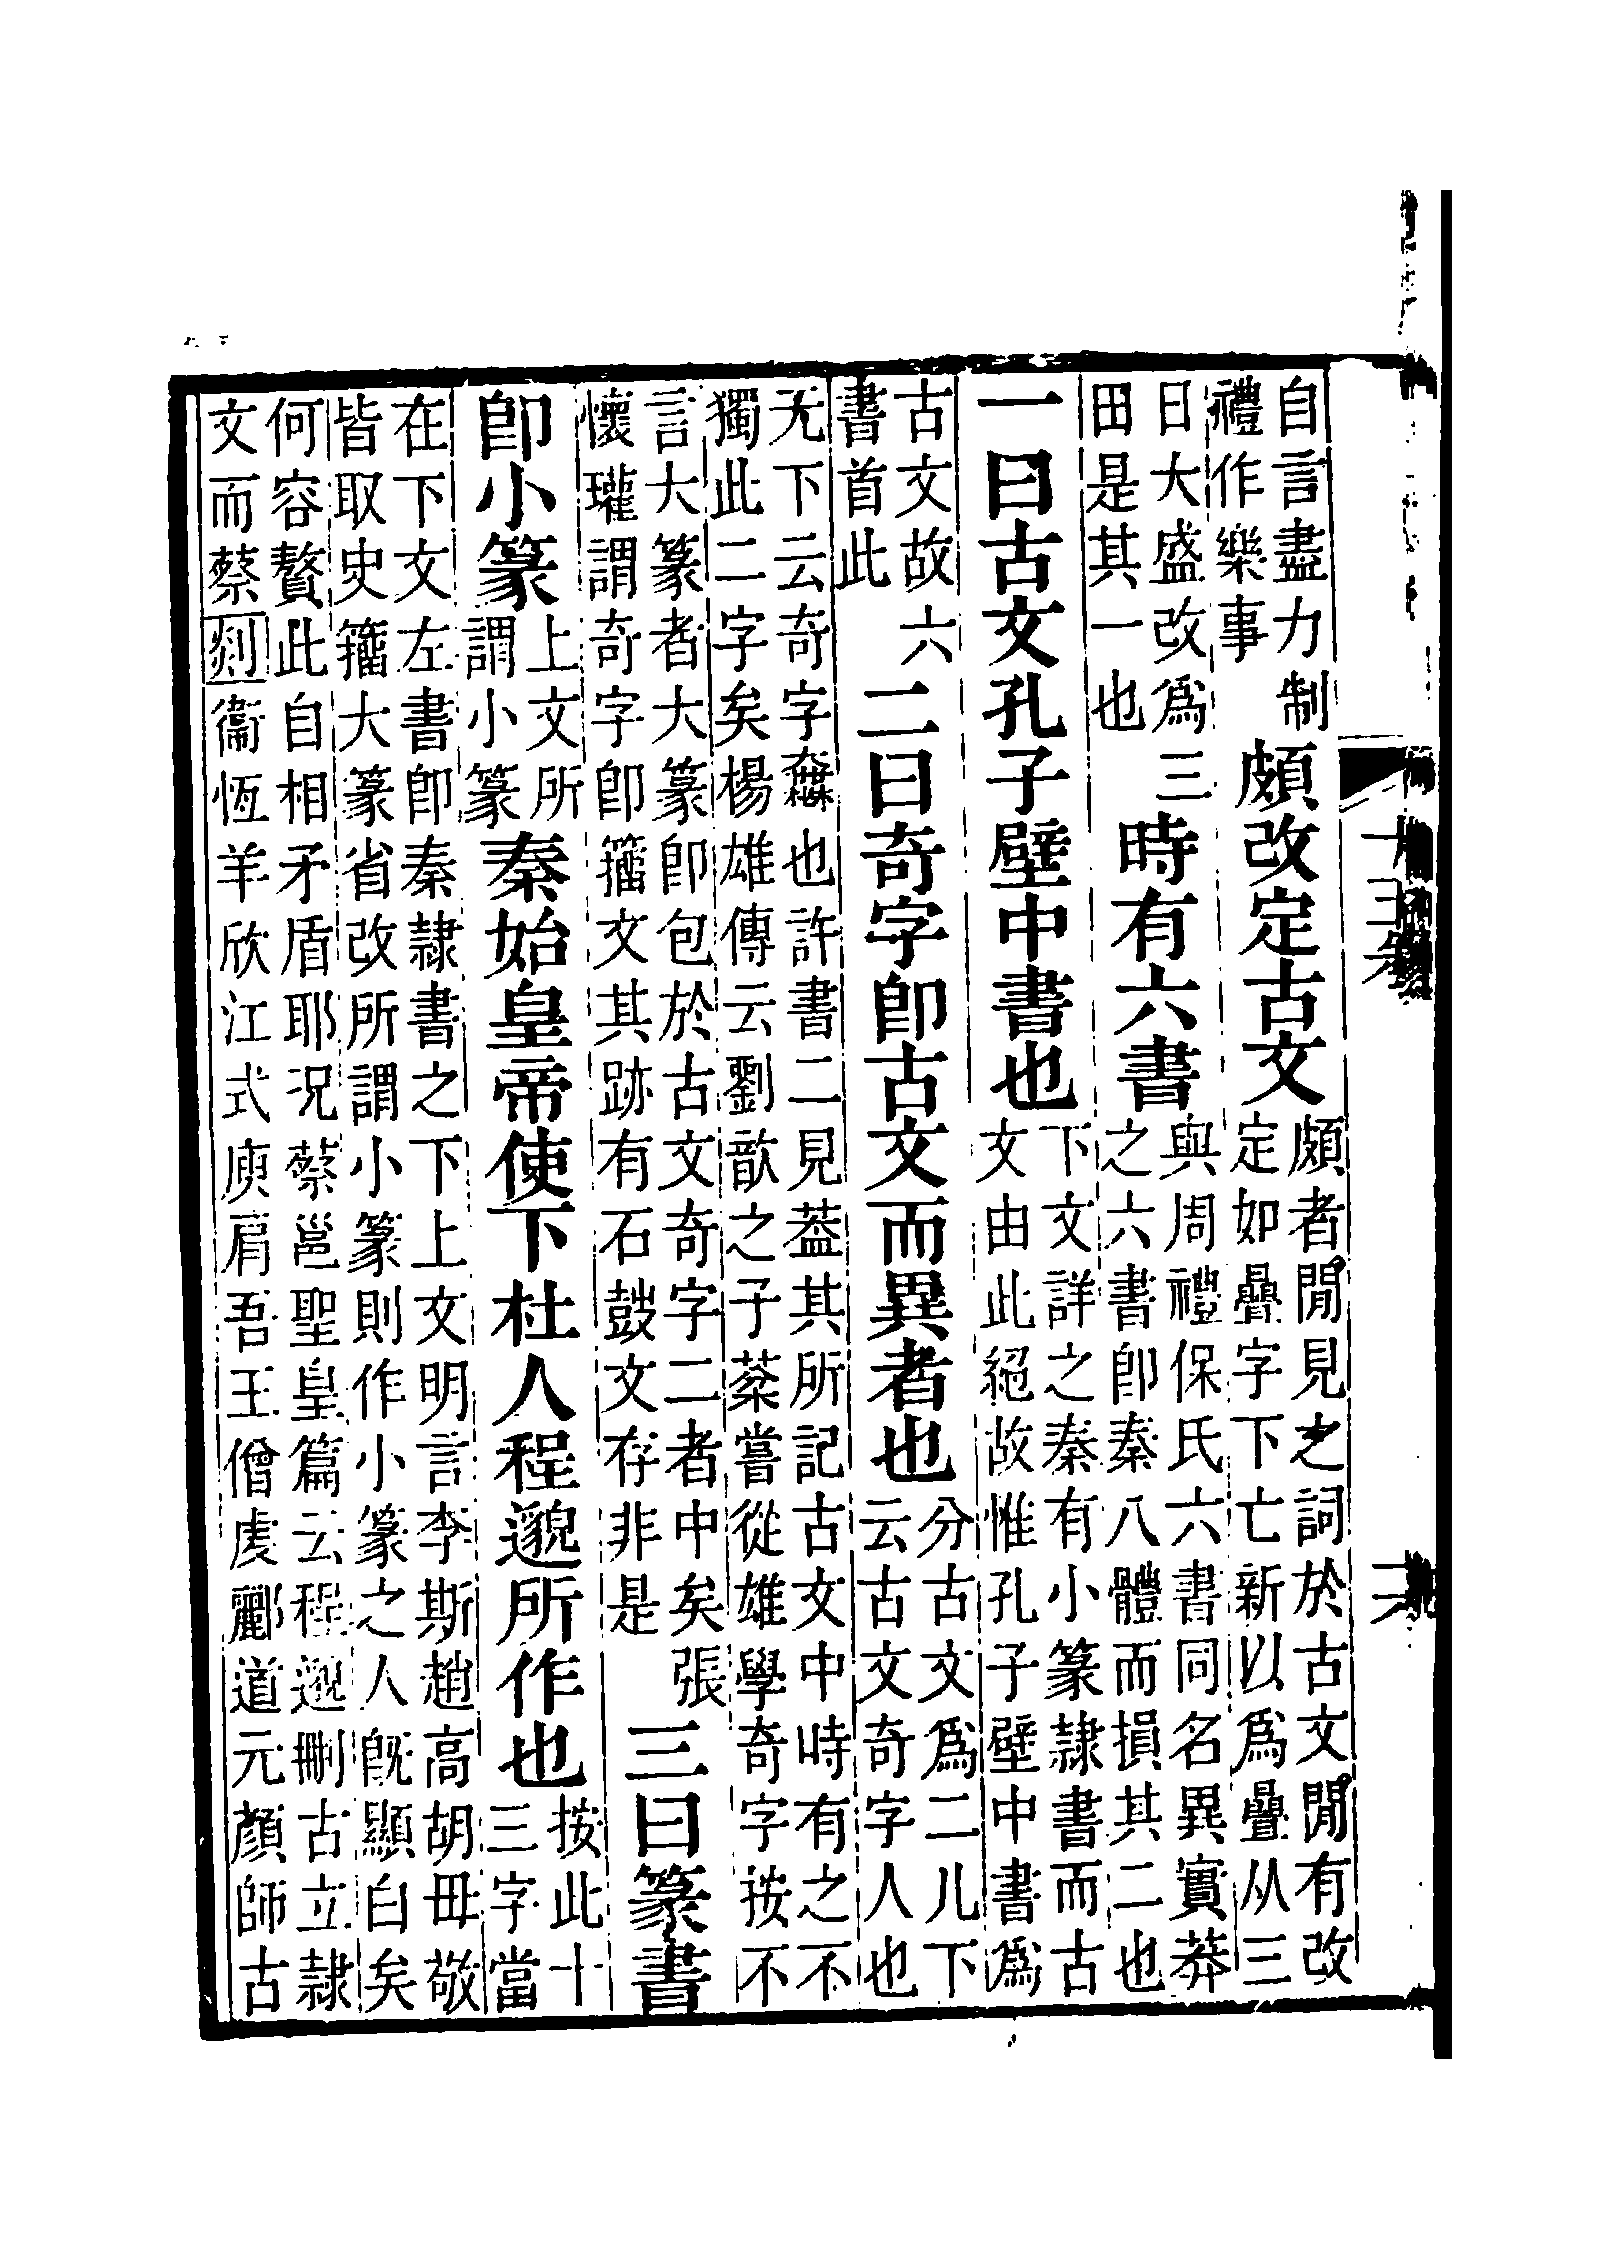 自言盡力制
禮作樂事
頗改定古文
頗者閒見之詞於古文閒有改
定如疊字下亡新以爲疊从三
日大盛改爲三
田是其一也
時有六書
與周禮保氏六書同名異實莽
之六書卽秦八體而損其二也
一曰古文孔子壁中書也
下文詳之秦有小篆隸書而古
文由此絕故惟孔子壁中書爲
古文故六
書首此
二曰奇字卽古文而異者也
分古文爲二儿下
云古文奇字人也
无下云奇字𣠮也許書二見葢其所記古文中時有之不
獨此二字矣楊雄傳云劉歆之子棻嘗從雄學奇字按不
言大篆者大篆卽包於古文奇字二者中矣張
懷瓘謂奇字卽籒文其跡有石鼓文存非是
三曰篆書
卽小篆
上文所
謂小篆
秦始皇帝使下杜人程邈所作也
按此十
三字當
在下文左書卽秦隸書之下上文明言李斯趙高胡毋敬
皆取史籒大篆省改所謂小篆則作小篆之人旣顯白矣
何容贅此自相矛盾耶況蔡邕聖皇篇云程邈刪古立隸
文而蔡剡衞恆羊欣江式庾肩吾王僧虔酈道元顏師古